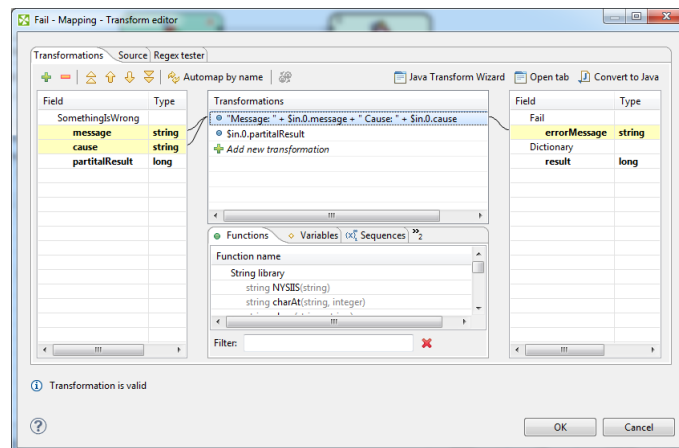 Fail - Mapping - Transform editor
Transformations Source Regex tester
Automap by name Java Transform Wizard Open tab Convert to Java
Field Type
SomethingIsWrong
message string
cause string
partitalResult long
Transformations
"Message: " + $in.0.message + " Cause: " + $in.0.cause
$in.0.partitalResult
Add new transformation
Field Type
Fail
errorMessage string
Dictionary
result long
Functions Variables (x) Sequences »2
Function name
String library
string NYSIIS(string)
string charAt(string, integer)
Filter:
Transformation is valid
OK Cancel